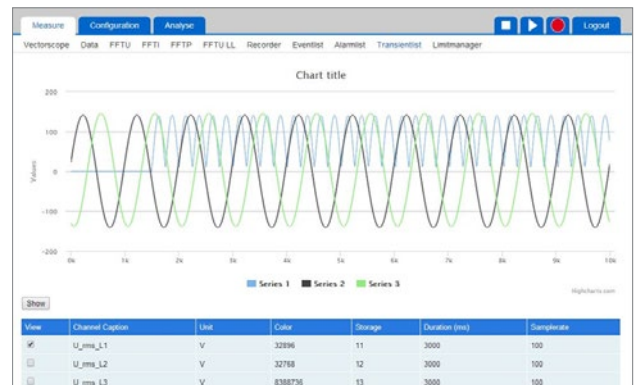 Measure Configuration Analyse Logout
Vectorscope Data FFTU FFTI FFTP FFTU LL Recorder Eventlist Alarmlist Transientlist Limitmanager
Chart title
200
100
0
-100
-200
Values
0k 1k 2k 3k 4k 5k 6k 7k 8k 9k 10k
Series 1 Series 2 Series 3
Highcharts.com
Show
View Channel Caption Unit Color Storage Duration (ms) Samplerate
U_rms_L1 V 32896 11 3000 100
U_rms_L2 V 32768 12 3000 100
U_rms_L3 V 8388736 13 3000 100